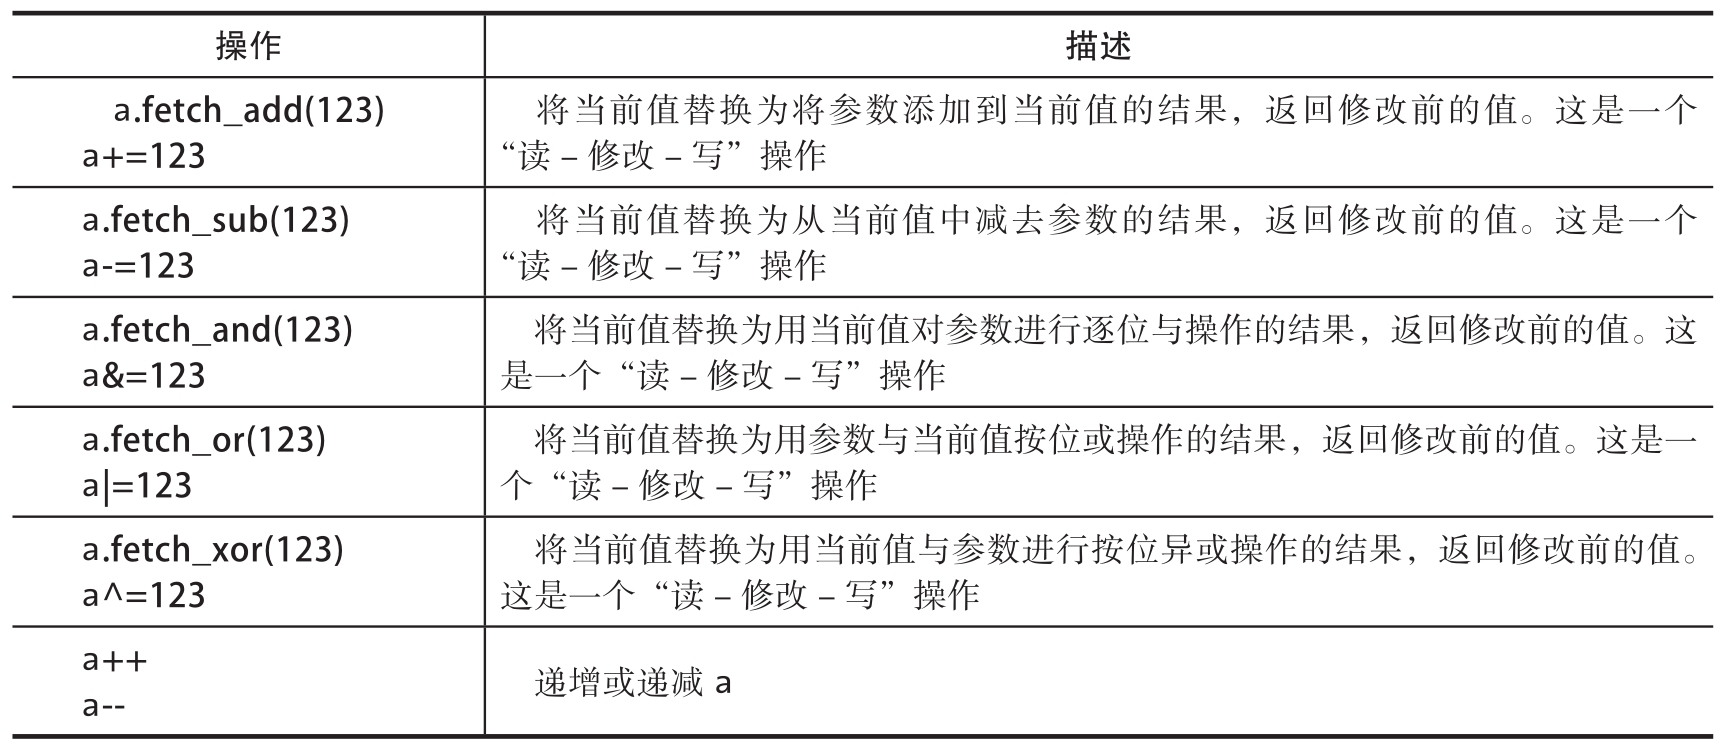 操作 描述
a.fetch_add(123)
a+=123
将当前值替换为将参数添加到当前值的结果，返回修改前的值。这是一个
“读 – 修改 – 写”操作
a.fetch_sub(123)
a-=123
将当前值替换为从当前值中减去参数的结果，返回修改前的值。这是一个
“读 – 修改 – 写”操作
a.fetch_and(123)
a&=123
将当前值替换为用当前值对参数进行逐位与操作的结果，返回修改前的值。这
是一个“读 – 修改 – 写”操作
a.fetch_or(123)
a|=123
将当前值替换为用参数与当前值按位或操作的结果，返回修改前的值。这是一
个“读 – 修改 – 写”操作
a.fetch_xor(123)
a^=123
将当前值替换为用当前值与参数进行按位异或操作的结果，返回修改前的值。
这是一个“读 – 修改 – 写”操作
a++
a--
递增或递减 a